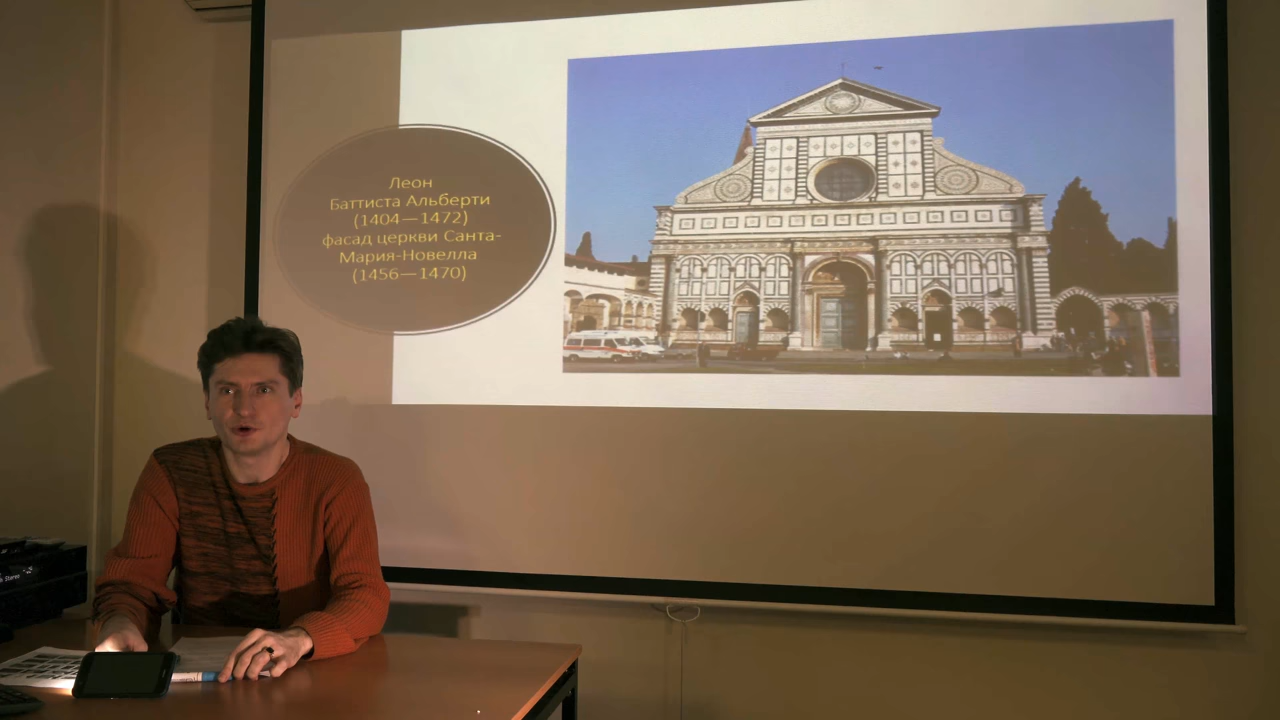 Леон
Баттиста Альберти
(1404—1472)
фасад церкви Санта-
Мария-Новелла
(1456—1470)